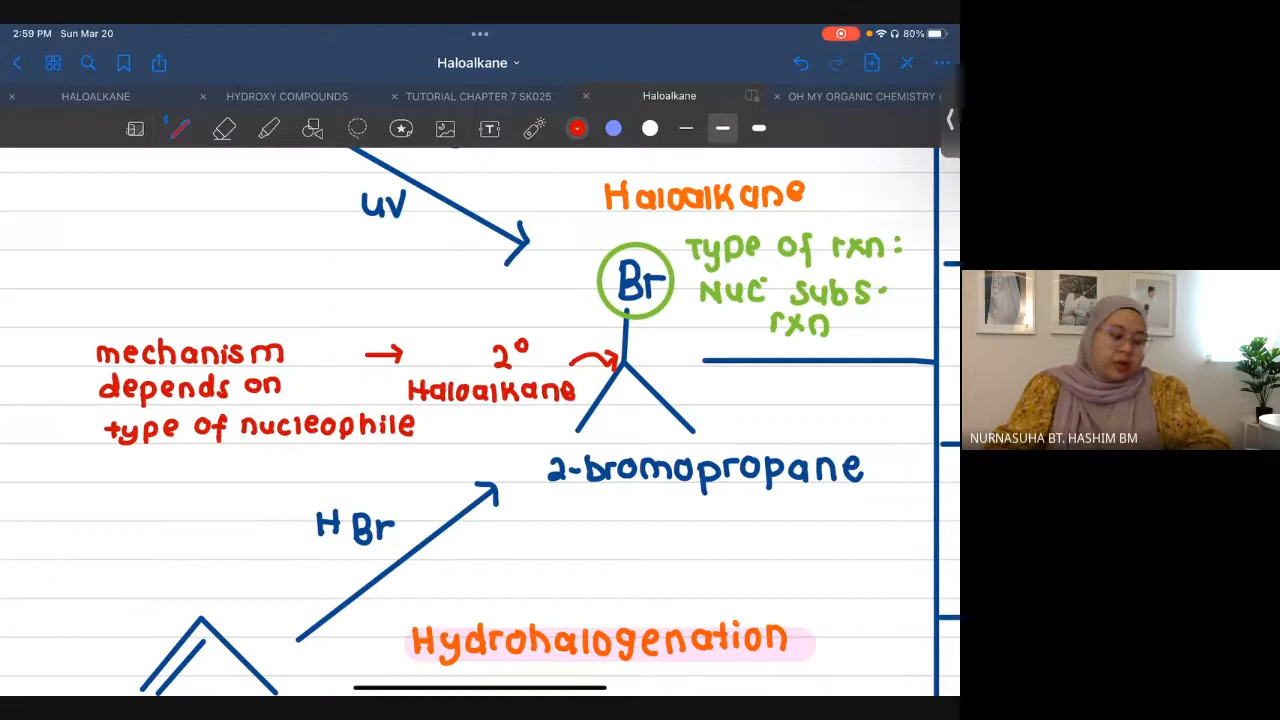 2:59 PM Sun Mar 20
80%
Haloalkane
HALOALKANE
HYDROXY COMPOUNDS
TUTORIAL CHAPTER 7 SK025
Haloalkane
OH MY ORGANIC CHEMISTRY (
uv
Haloalkane
Type of rxn:
Nuc subs.
rxn
Br
mechanism → 2°
depends on Haloalkane
type of nucleophile
2-bromopropane
HBr
Hydrohalogenation
NURNASUHA BT. HASHIM BM